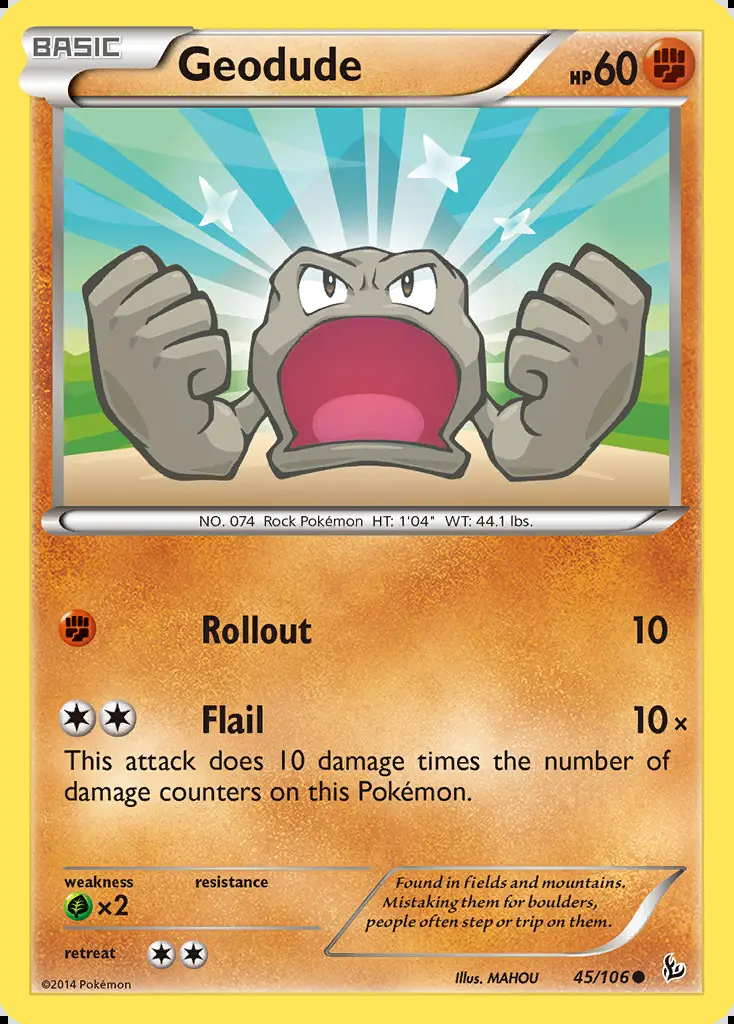 BASIC
Geodude
HP60
NO. 074 Rock Pokémon HT: 1'04" WT: 44.1 lbs.
Rollout 10
Flail 10×
This attack does 10 damage times the number of
damage counters on this Pokémon.
weakness resistance
×2
retreat
Found in fields and mountains.
Mistaking them for boulders,
people often step or trip on them.
©2014 Pokémon
Illus. MAHOU 45/106